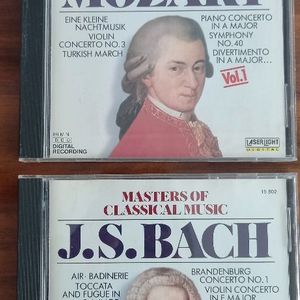 MOZART
EINE KLEINE
NACHTMUSIK
VIOLIN
CONCERTO NO.3
TURKISH MARCH
PIANO CONCERTO
IN A MAJOR
SYMPHONY
NO.40
DIVERTIMENTO
IN A MAJOR...
Vol.1
DIGITAL
RECORDING
LASERLIGHT
DIGITAL
MASTERS OF
CLASSICAL MUSIC
15 802
J.S.BACH
AIR · BADINERIE
TOCCATA
AND FUGUE IN
BRANDENBURG
CONCERTO NO.1
VIOLIN CONCERTO
IN E MAJOR